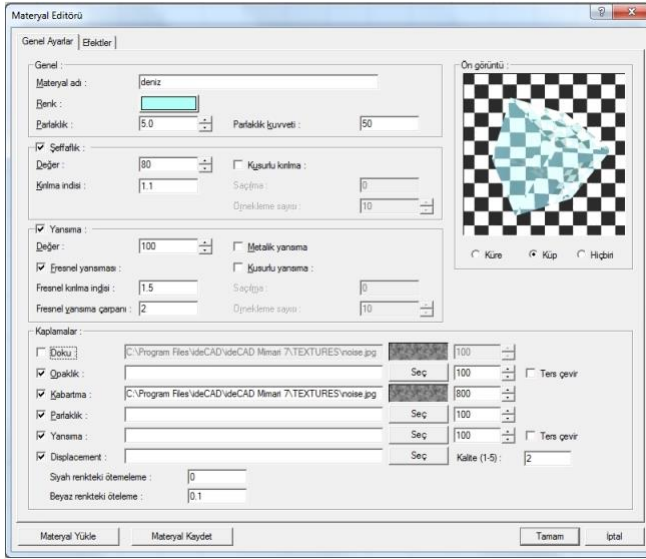 Materyal Editörü
Genel Ayarlar Efektler
Genel :
Materyal adı : deniz
Renk :
Parlaklık : 5.0 Parlaklık kuvveti : 50
Ön görüntü :
Küre Küp Hiçbiri
Şeffaflık :
Değer : 80 Kusurlu kırılma :
Kırılma indisi : 1.1 Saçılma : 0
Örnekleme sayısı : 10
Yansıma :
Değer : 100 Metalik yansıma
Fresnel yansıması : Kusurlu yansıma :
Fresnel kırılma indisi : 1.5 Saçılma : 0
Fresnel yansıma çarpanı : 2 Örnekleme sayısı : 10
Kaplamalar :
Doku : C:\Program Files\ideCAD\ideCAD Mimari 7\TEXTURES\noise.jpg 100
Opaklık : Seç 100 Ters çevir
Kabartma : C:\Program Files\ideCAD\ideCAD Mimari 7\TEXTURES\noise.jpg 800
Parlaklık : Seç 100
Yansıma : Seç 100 Ters çevir
Displacement : Seç Kalite (1-5) : 2
Siyah renkteki ötemeleme : 0
Beyaz renkteki öteleme : 0.1
Materyal Yükle Materyal Kaydet Tamam İptal